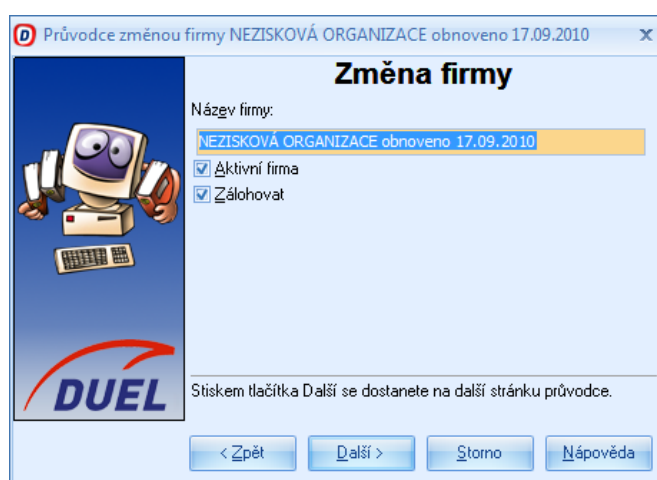 Průvodce změnou firmy NEZISKOVÁ ORGANIZACE obnoveno 17.09.2010 x
Změna firmy
Název firmy:
NEZISKOVÁ ORGANIZACE obnoveno 17.09.2010
Aktivní firma
Zálohovat
DUEL
Stiskem tlačítka Další se dostanete na další stránku průvodce.
< Zpět Další > Storno Nápověda